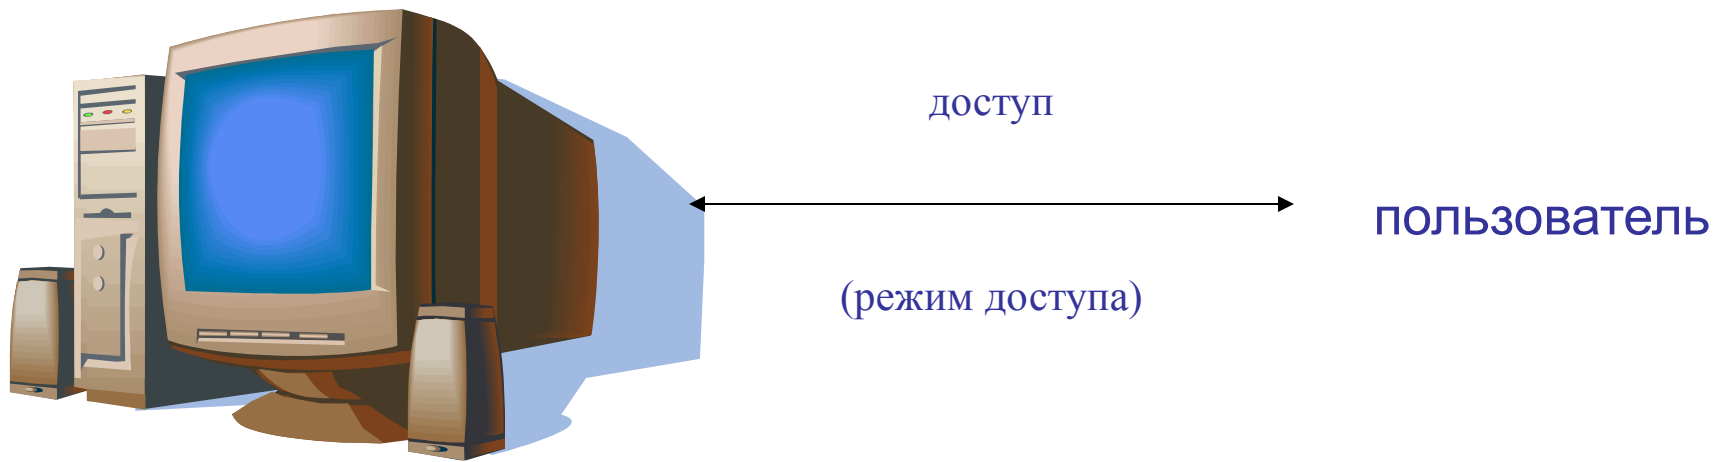 доступ
пользователь
(режим доступа)